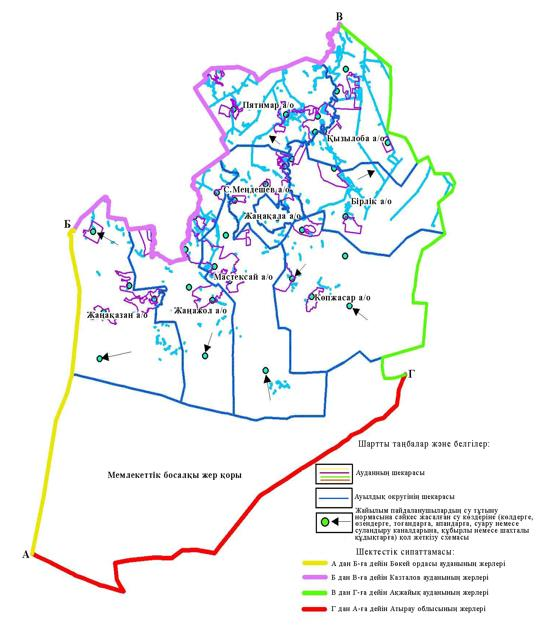 В
Пятимар а/о
Қызылоба а/о
С.Меңдешев а/о
Бірлік а/о
Жаңақала а/о
Б
Мастексай а/о
Көпжасар а/о
Жаңақазан а/о
Жаңажол а/о
Г
Шартты таңбалар және белгілер:
Мемлекеттік босалқы жер қоры
Ауданның шекарасы
Ауылдық округінің шекарасы
Жайылым пайдаланушылардың су тұтыну
нормасына сәйкес жасалған су көздеріне (көлдерге,
өзендерге, тоғандарға, апандарға, суару немесе
суландыру каналдарына, құбырлы немесе шахталы
құдықтарға) қол жеткізу схемасы
Шектестік сипаттамасы:
А
А дан Б-ға дейін Бөкей ордасы ауданының жерлері
Б дан В-ға дейін Казталов ауданының жерлері
В дан Г-ға дейін Ақжайық ауданының жерлері
Г дан А-ға дейін Атырау облысының жерлері